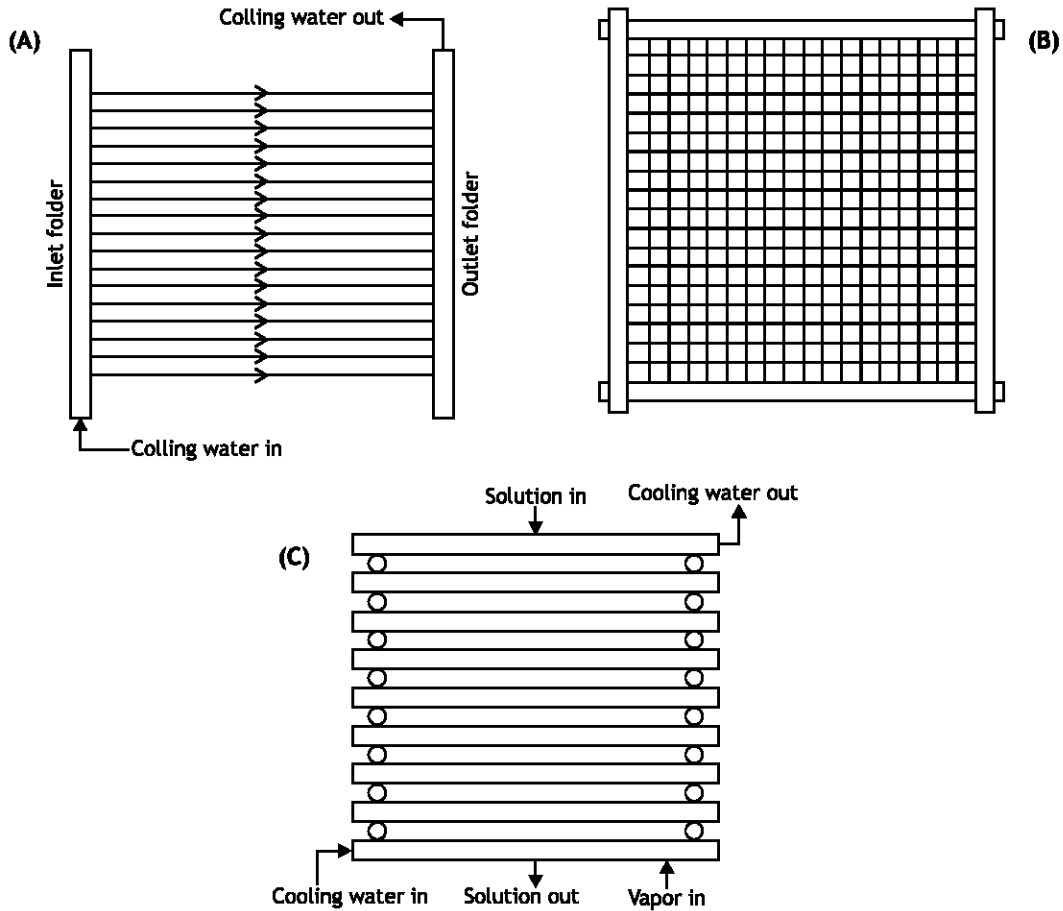 Colling water out
(A)
(B)
Inlet folder
Outlet folder
Colling water in
Solution in
Cooling water out
(C)
Cooling water in
Solution out
Vapor in